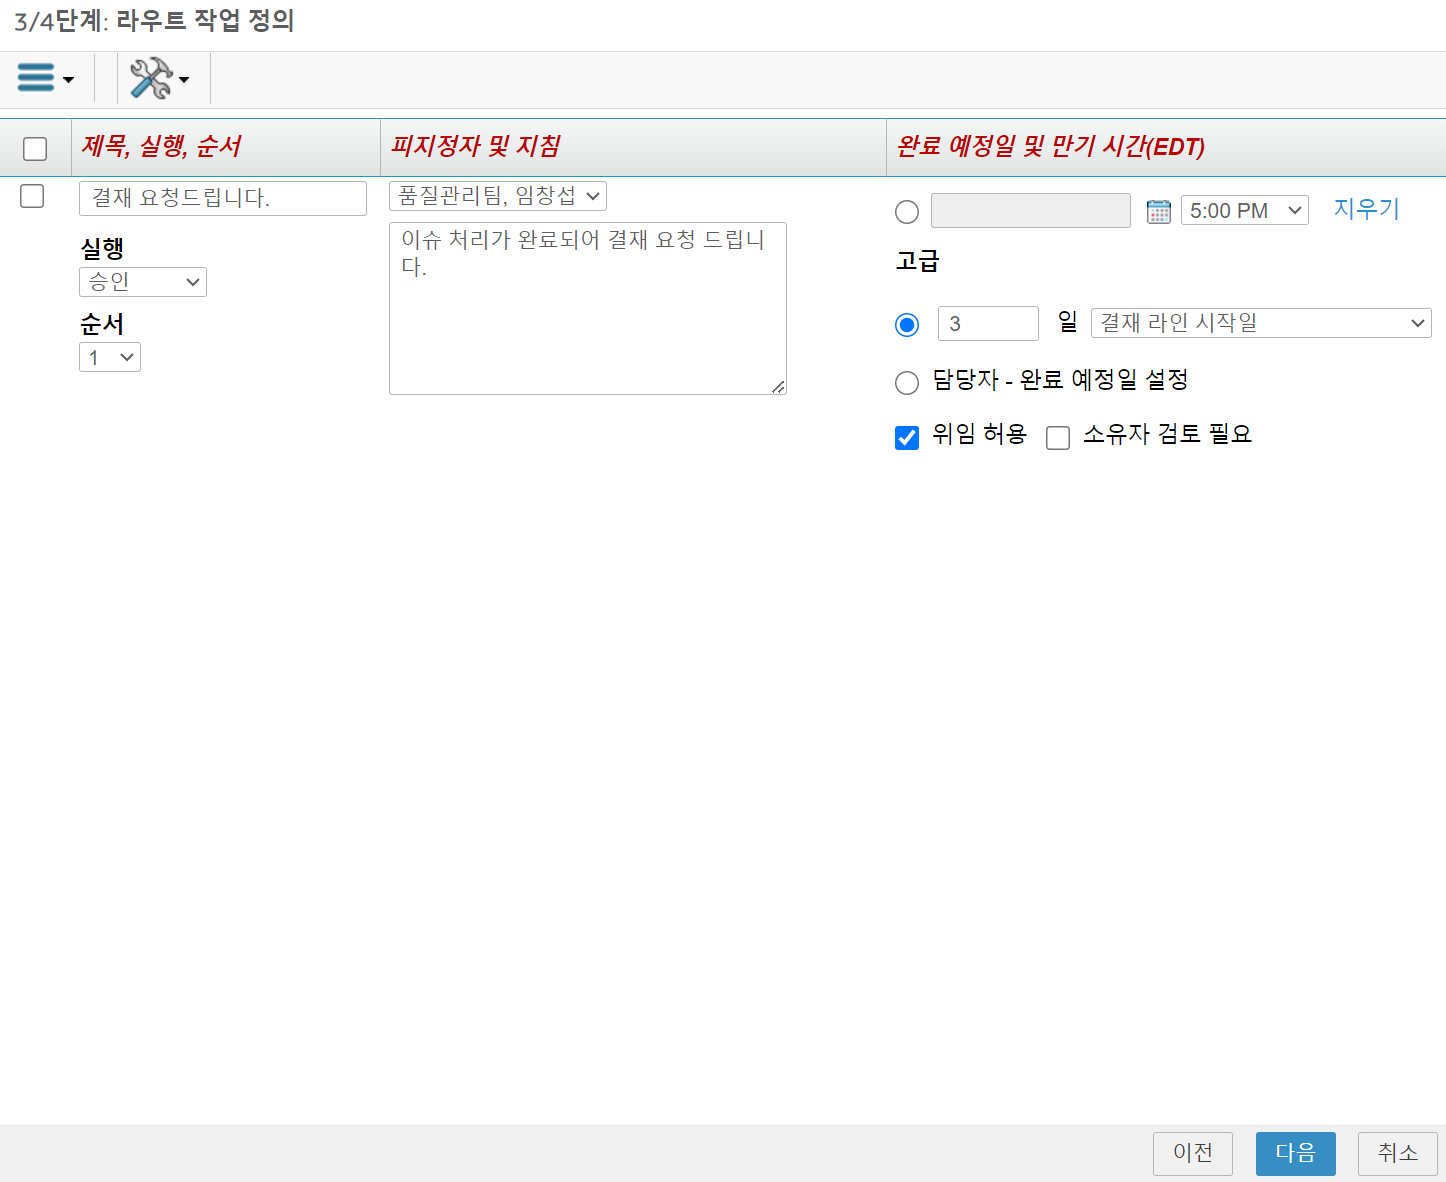 3/4단계: 라우트 작업 정의
제목, 실행, 순서
피지정자 및 지침
완료 예정일 및 만기 시간(EDT)
결재 요청드립니다.
실행
승인
순서
1
품질관리팀, 임창섭
이슈 처리가 완료되어 결재 요청 드립니
다.
5:00 PM
지우기
고급
3
일
결재 라인 시작일
담당자 - 완료 예정일 설정
위임 허용
소유자 검토 필요
이전
다음
취소